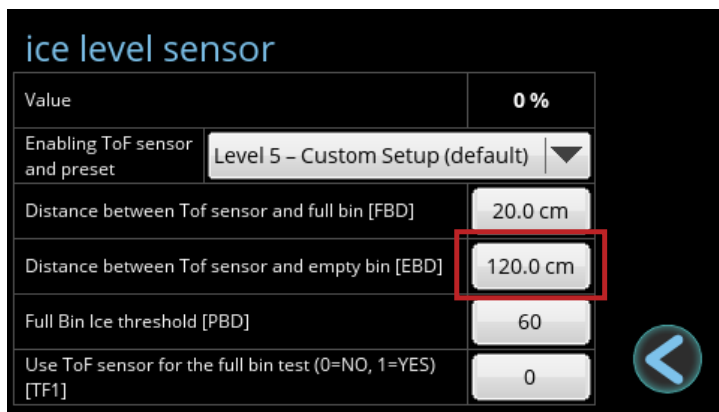 ice level sensor
Value
0 %
Enabling ToF sensor
and preset
Level 5 – Custom Setup (default)
Distance between Tof sensor and full bin [FBD]
20.0 cm
Distance between Tof sensor and empty bin [EBD]
120.0 cm
Full Bin Ice threshold [PBD]
60
Use ToF sensor for the full bin test (0=NO, 1=YES)
[TF1]
0